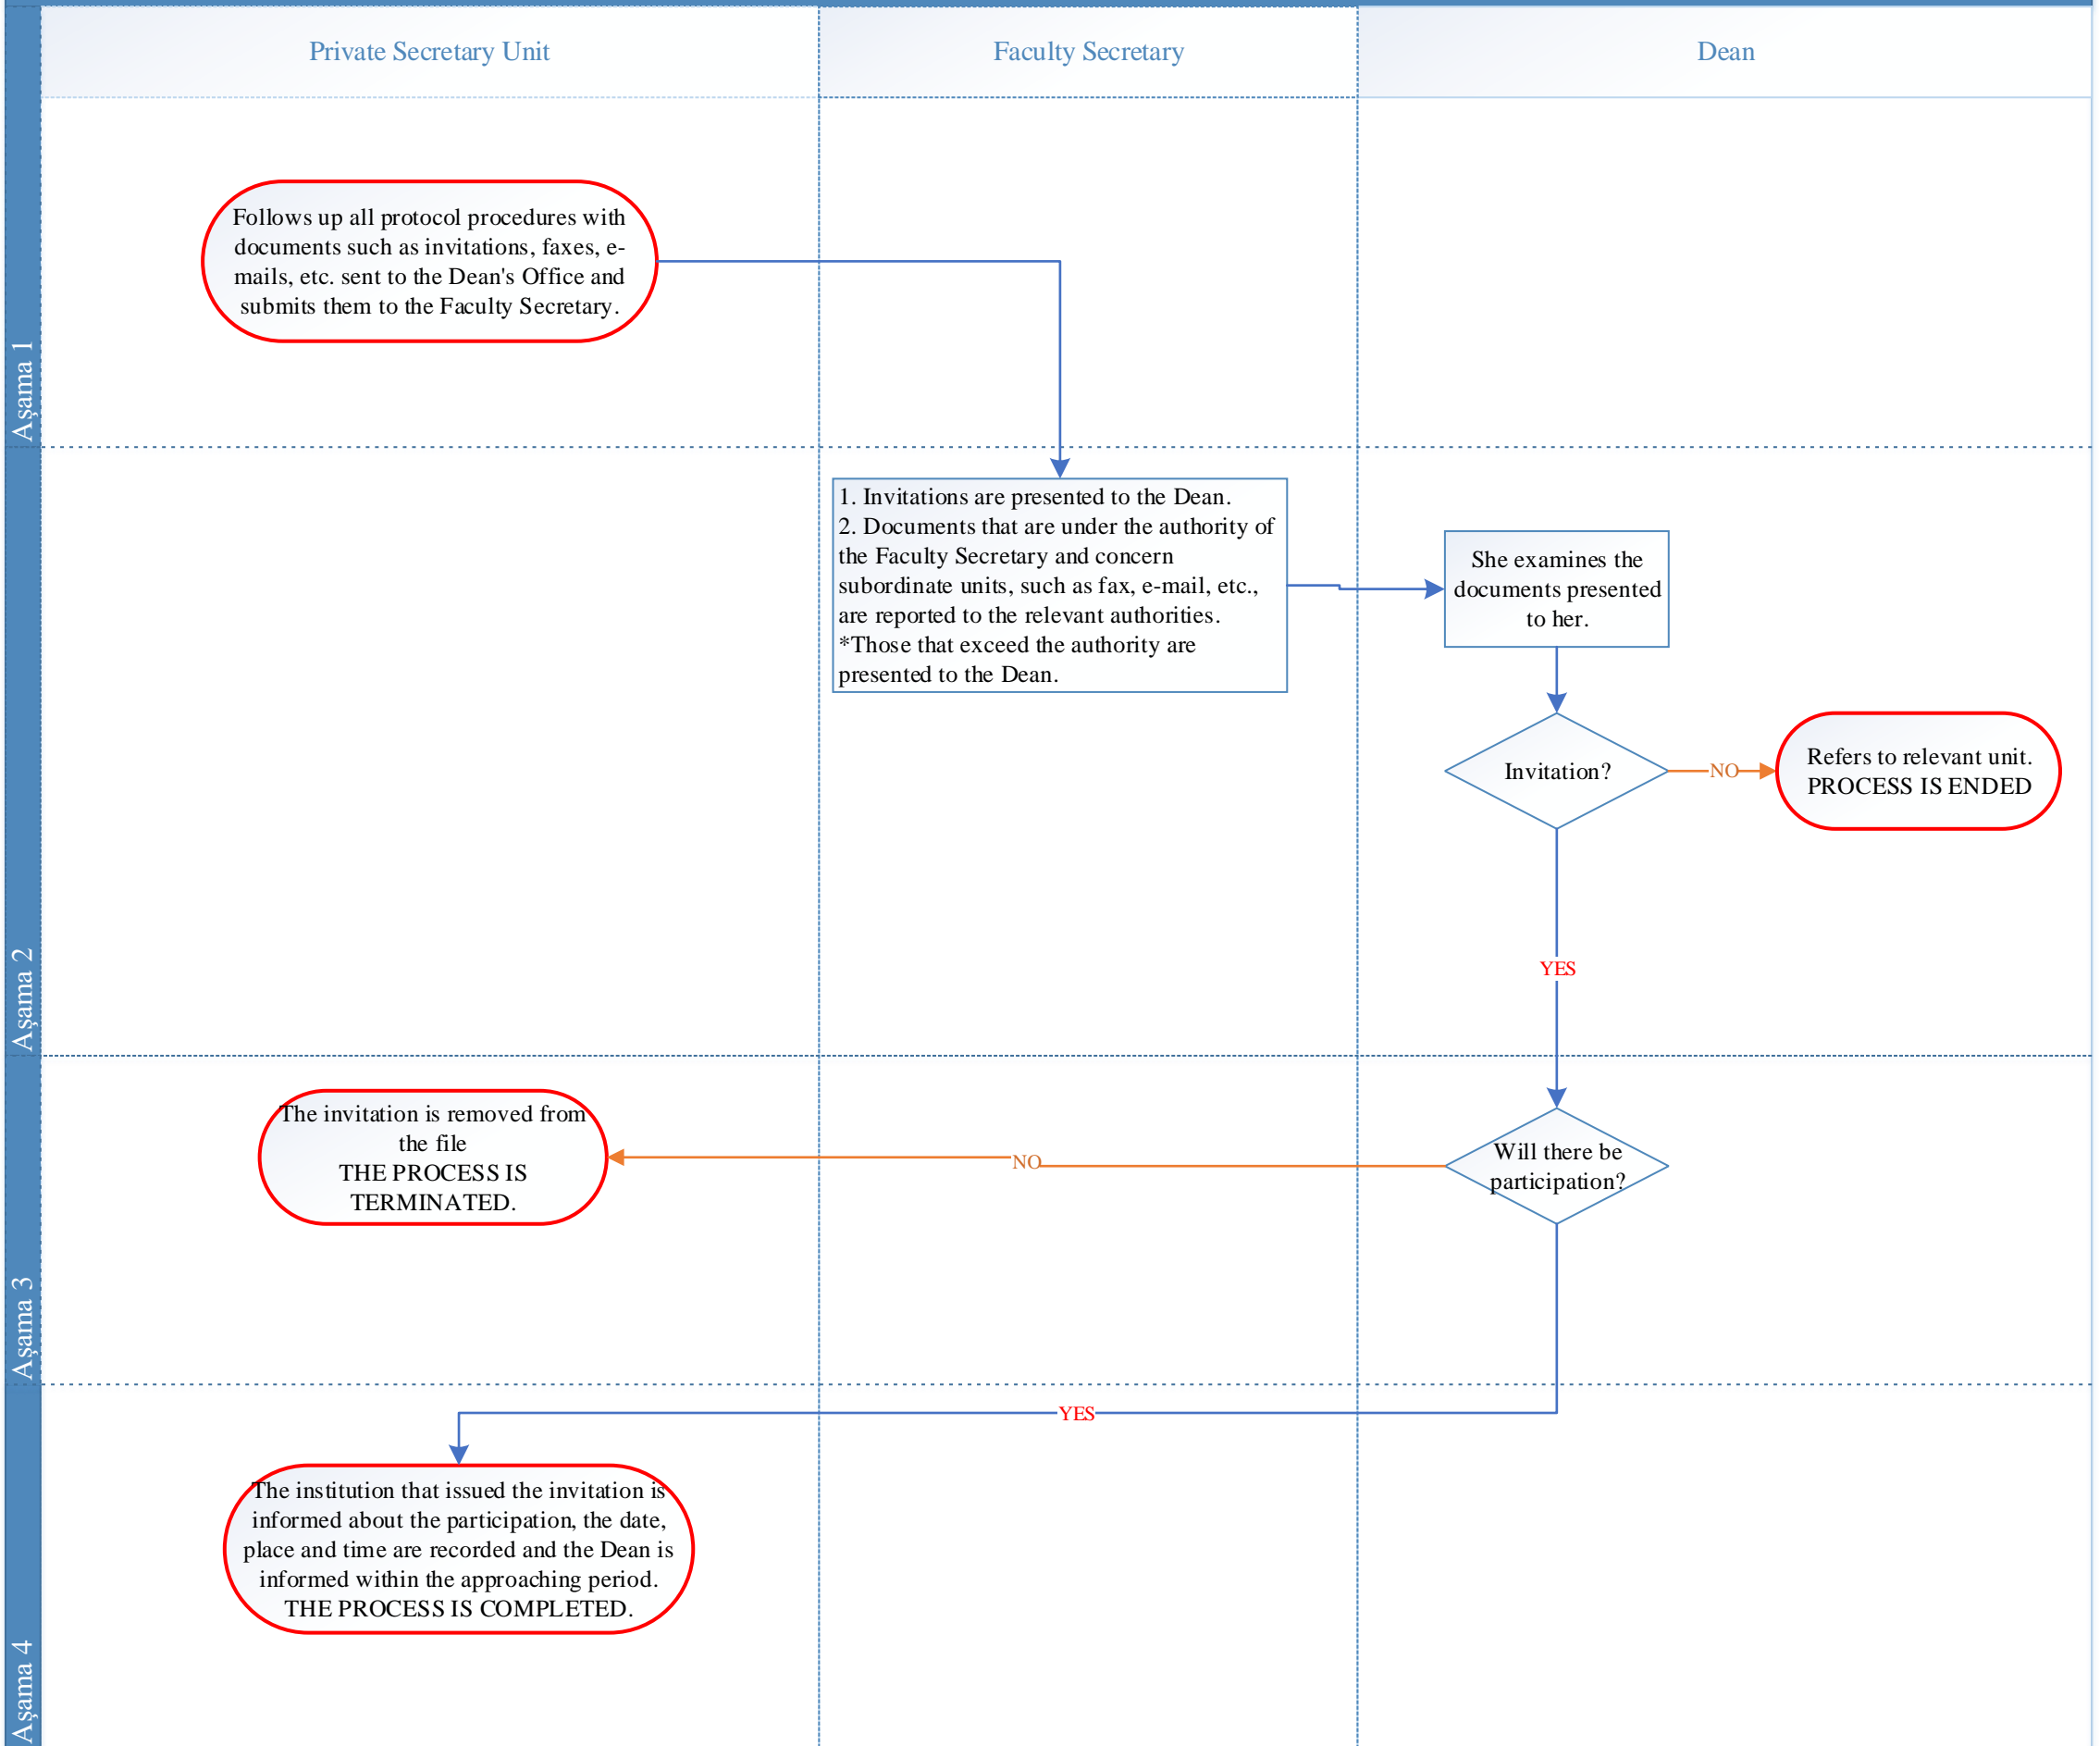 Private Secretary Unit
Faculty Secretary
Dean
Aşama 1
Follows up all protocol procedures with
documents such as invitations, faxes, e-
mails, etc. sent to the Dean's Office and
submits them to the Faculty Secretary.
Aşama 2
1. Invitations are presented to the Dean.
2. Documents that are under the authority of
the Faculty Secretary and concern
subordinate units, such as fax, e-mail, etc.,
are reported to the relevant authorities.
*Those that exceed the authority are
presented to the Dean.
She examines the
documents presented
to her.
Invitation?
NO
Refers to relevant unit.
PROCESS IS ENDED
YES
Aşama 3
The invitation is removed from
the file
THE PROCESS IS
TERMINATED.
NO
Will there be
participation?
Aşama 4
YES
The institution that issued the invitation is
informed about the participation, the date,
place and time are recorded and the Dean is
informed within the approaching period.
THE PROCESS IS COMPLETED.